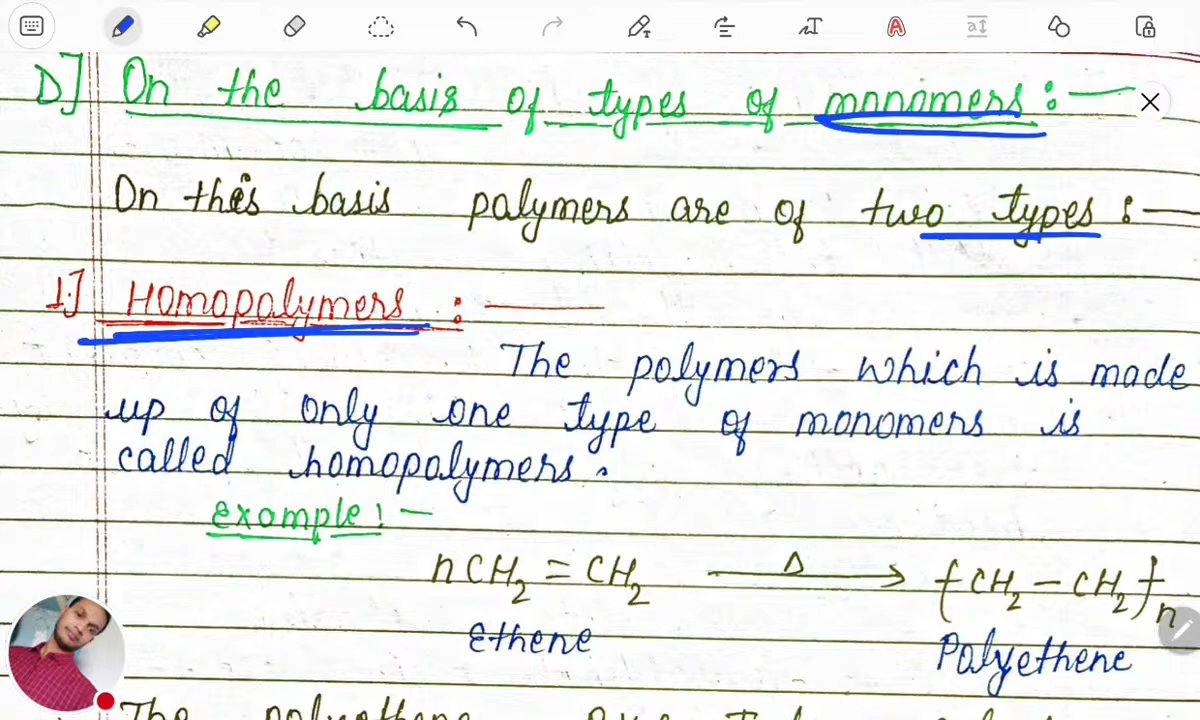 D] On the basis of types of monomers :—
On this basis polymers are of two types :—
1.] Homopolymers :—
The polymers which is made
up of only one type of monomers is
called homopolymers.
example :—
nCH₂ = CH₂ —Δ→ ⁅CH₂ – CH₂⁆n
Ethene Polyethene
The